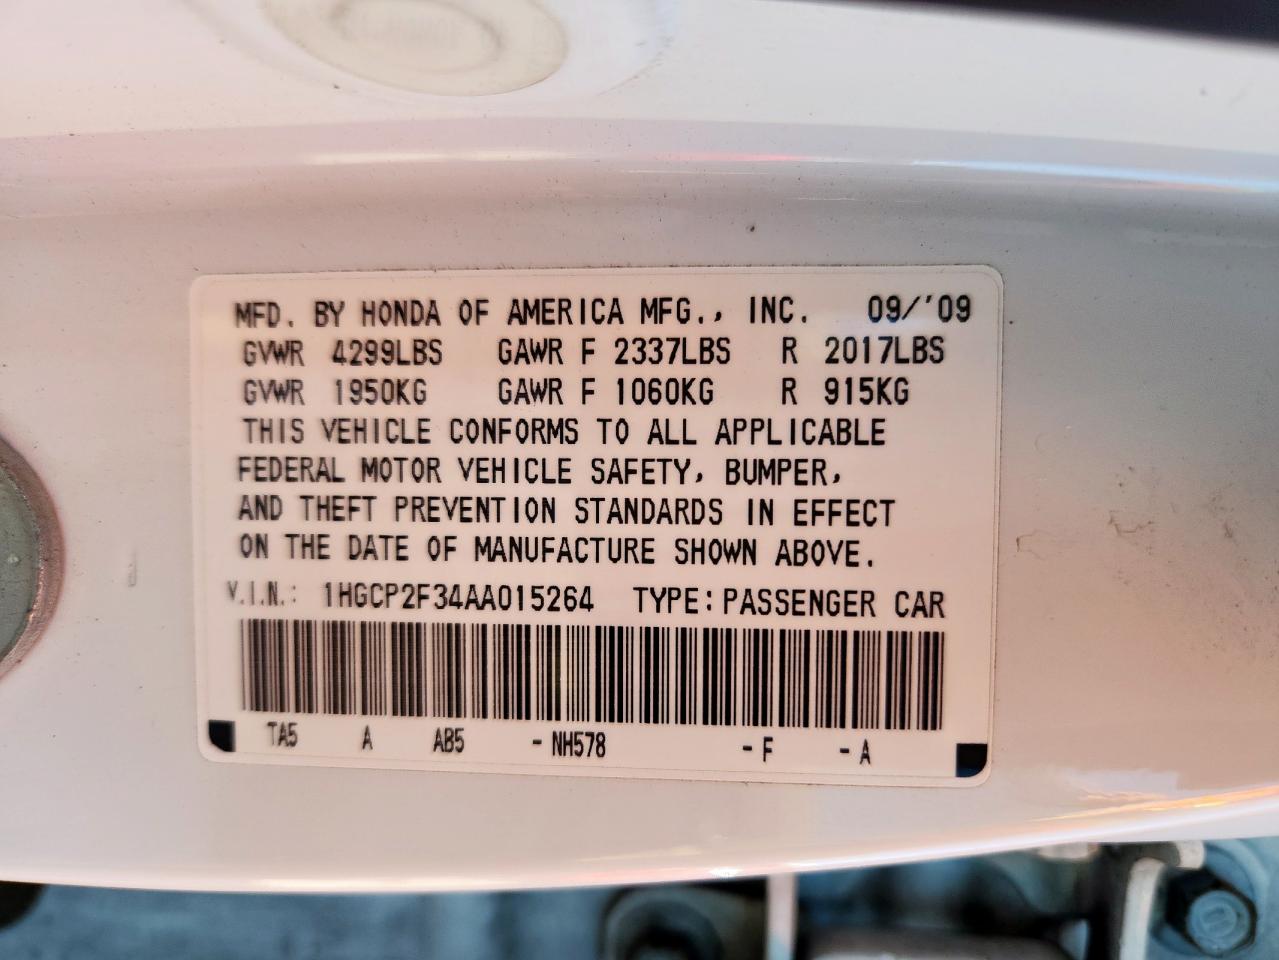 MFD. BY HONDA OF AMERICA MFG., INC. 09/'09
GVWR 4299LBS GAWR F 2337LBS R 2017LBS
GVWR 1950KG GAWR F 1060KG R 915KG
THIS VEHICLE CONFORMS TO ALL APPLICABLE
FEDERAL MOTOR VEHICLE SAFETY, BUMPER,
AND THEFT PREVENTION STANDARDS IN EFFECT
ON THE DATE OF MANUFACTURE SHOWN ABOVE.
V.I.N.: 1HGCP2F34AA015264 TYPE: PASSENGER CAR
TA5 A AB5 - NH578 - F - A